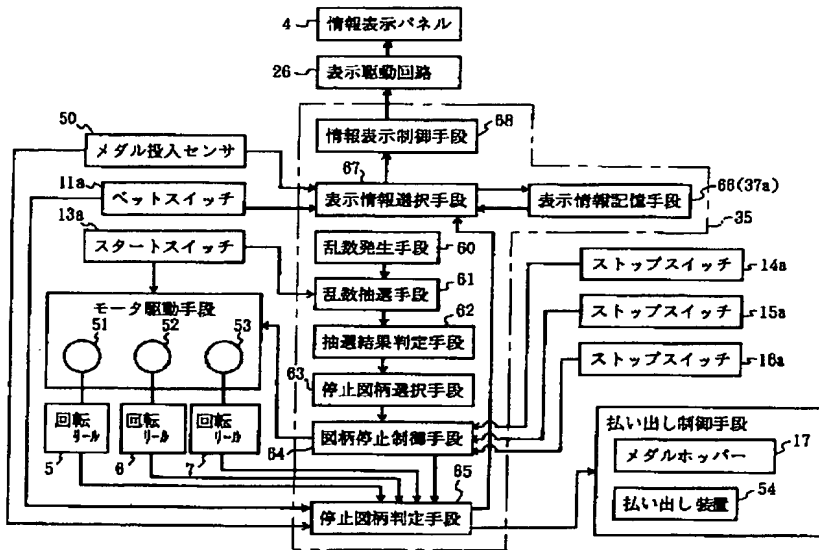 4
情報表示パネル
26
表示駆動回路
50
メダル投入センサ
情報表示制御手段
68
11a
ベットスイッチ
67
表示情報選択手段
表示情報記憶手段
66(37a)
35
13a
スタートスイッチ
乱数発生手段
60
ストップスイッチ
14a
乱数抽選手段
61
モータ駆動手段
51
52
53
62
抽選結果判定手段
ストップスイッチ
15a
63
停止図柄選択手段
ストップスイッチ
16a
回転
リール
回転
リール
回転
リール
5
6
7
図柄停止制御手段
64
払い出し制御手段
メダルホッパー
17
65
停止図柄判定手段
払い出し装置
54